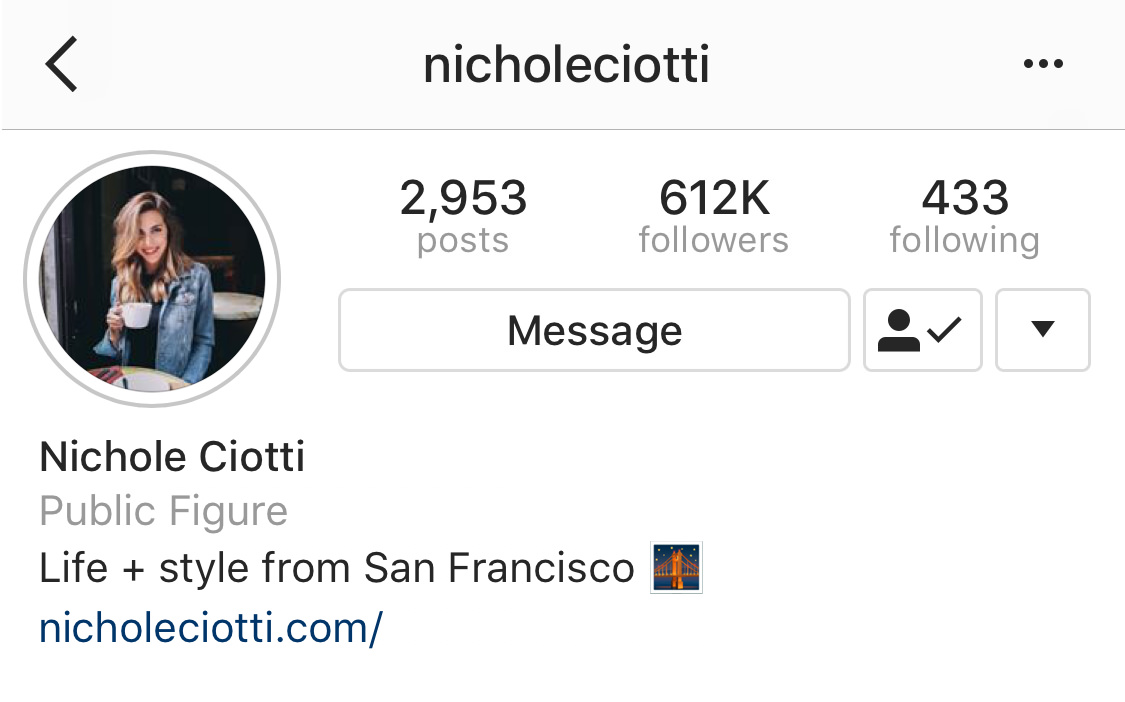 nicholeciotti
2,953 612K 433
posts followers following
Message
Nichole Ciotti
Public Figure
Life + style from San Francisco 🌉
nicholeciotti.com/